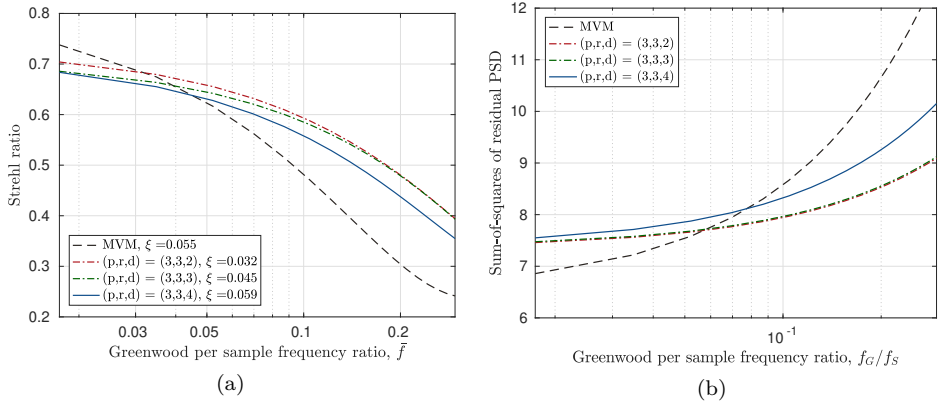 0.8
0.7
0.6
0.5
0.4
0.3
0.2
Strehl ratio
MVM, ξ =0.055
(p,r,d) = (3,3,2), ξ =0.032
(p,r,d) = (3,3,3), ξ =0.045
(p,r,d) = (3,3,4), ξ =0.059
0.03 0.05 0.1 0.2
Greenwood per sample frequency ratio, f̄
(a)
12
11
10
9
8
7
6
Sum-of-squares of residual PSD
MVM
(p,r,d) = (3,3,2)
(p,r,d) = (3,3,3)
(p,r,d) = (3,3,4)
10⁻¹
Greenwood per sample frequency ratio, f_G/f_S
(b)